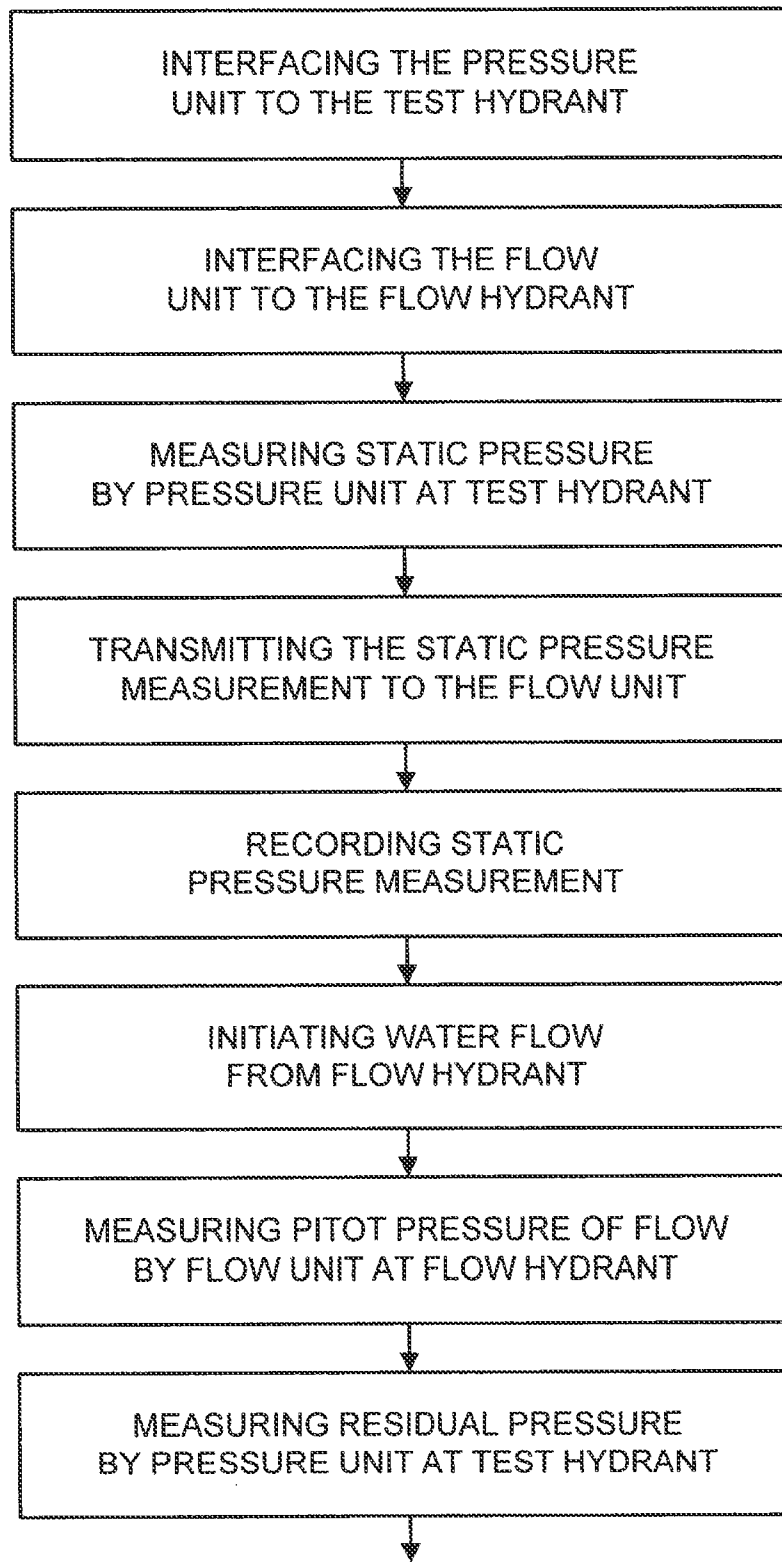 INTERFACING THE PRESSURE
UNIT TO THE TEST HYDRANT
INTERFACING THE FLOW
UNIT TO THE FLOW HYDRANT
MEASURING STATIC PRESSURE
BY PRESSURE UNIT AT TEST HYDRANT
TRANSMITTING THE STATIC PRESSURE
MEASUREMENT TO THE FLOW UNIT
RECORDING STATIC
PRESSURE MEASUREMENT
INITIATING WATER FLOW
FROM FLOW HYDRANT
MEASURING PITOT PRESSURE OF FLOW
BY FLOW UNIT AT FLOW HYDRANT
MEASURING RESIDUAL PRESSURE
BY PRESSURE UNIT AT TEST HYDRANT